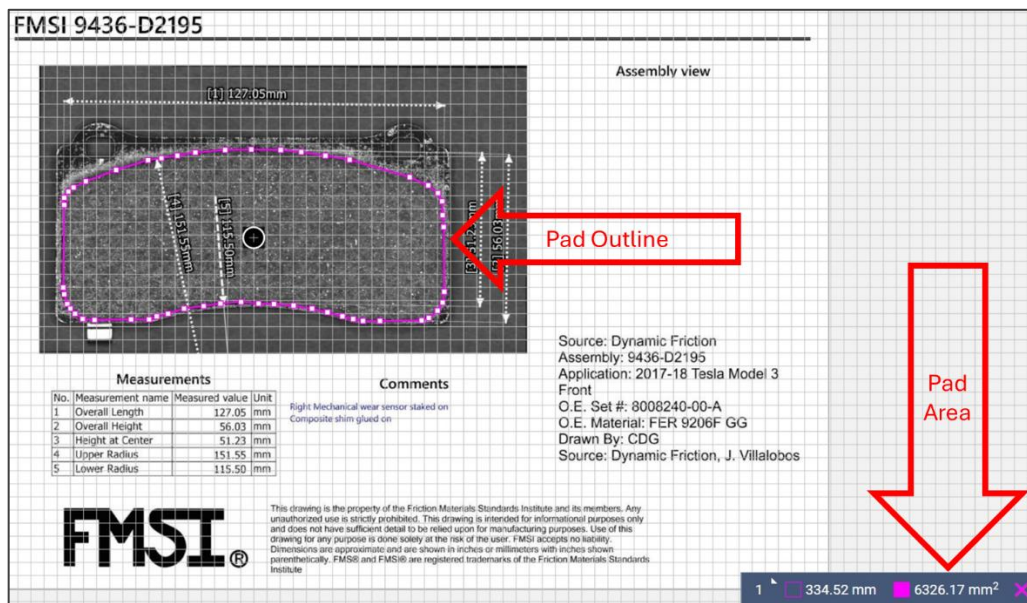 FMSI 9436-D2195
Assembly view
[1] 127.05mm
[4] 151.55mm
[5] 115.50mm
[3] 51.23mm
[2] 56.03mm
Pad Outline
Measurements
No. Measurement name Measured value Unit
1 Overall Length 127.05 mm
2 Overall Height 56.03 mm
3 Height at Center 51.23 mm
4 Upper Radius 151.55 mm
5 Lower Radius 115.50 mm
Comments
Right Mechanical wear sensor staked on
Composite shim glued on
Source: Dynamic Friction
Assembly: 9436-D2195
Application: 2017-18 Tesla Model 3
Front
O.E. Set #: 8008240-00-A
O.E. Material: FER 9206F GG
Drawn By: CDG
Source: Dynamic Friction, J. Villalobos
Pad
Area
FMSI®
This drawing is the property of the Friction Materials Standards Institute and its members. Any
unauthorized use is strictly prohibited. This drawing is intended for informational purposes only
and does not have sufficient detail to be relied upon for manufacturing purposes. Use of this
drawing for any purpose is done solely at the risk of the user. FMSI accepts no liability.
Dimensions are approximate and are shown in inches or millimeters with inches shown
parenthetically. FMS® and FMSI® are registered trademarks of the Friction Materials Standards
Institute
1 334.52 mm 6326.17 mm²